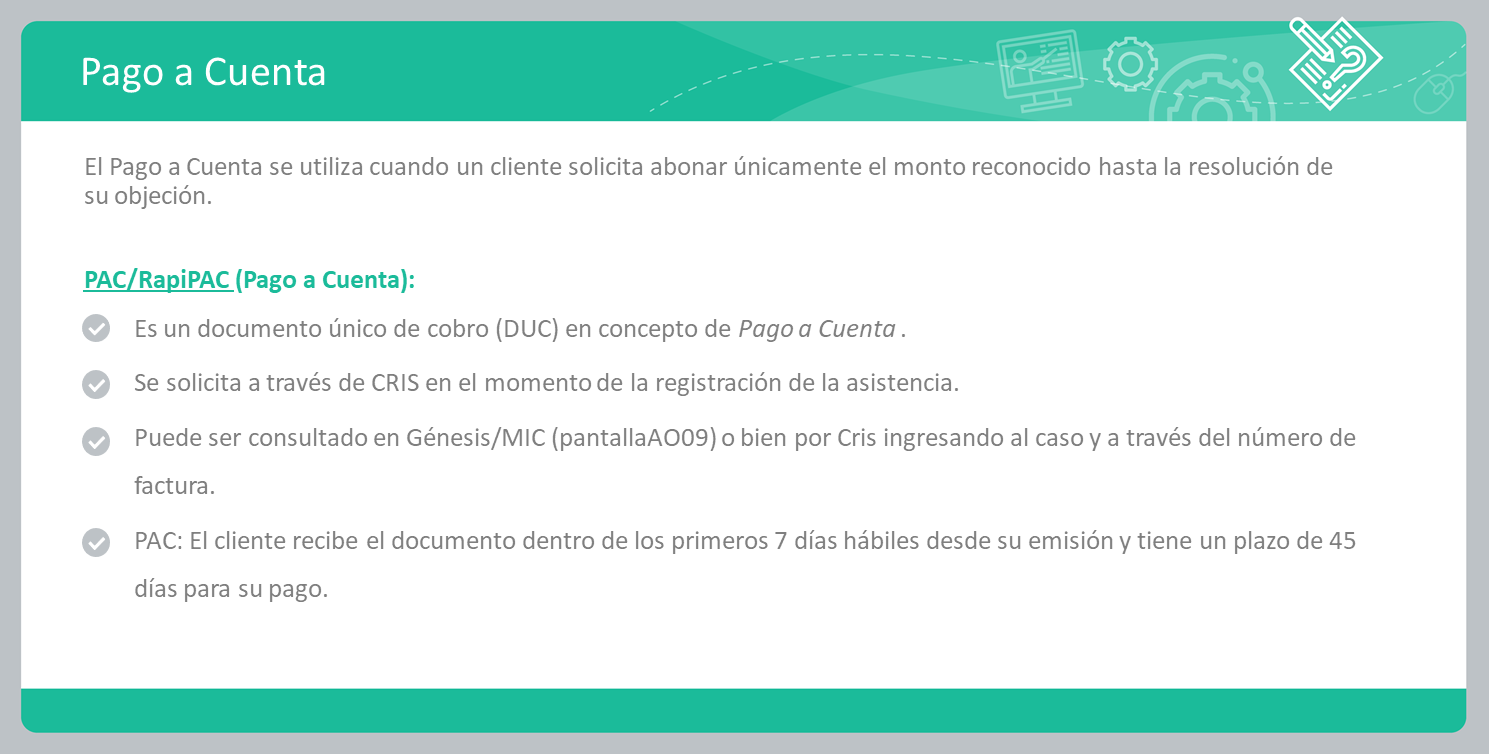 Pago a Cuenta
El Pago a Cuenta se utiliza cuando un cliente solicita abonar únicamente el monto reconocido hasta la resolución de
su objeción.
PAC/RapiPAC (Pago a Cuenta):
Es un documento único de cobro (DUC) en concepto de Pago a Cuenta .
Se solicita a través de CRIS en el momento de la registración de la asistencia.
Puede ser consultado en Génesis/MIC (pantallaAO09) o bien por Cris ingresando al caso y a través del número de
factura.
PAC: El cliente recibe el documento dentro de los primeros 7 días hábiles desde su emisión y tiene un plazo de 45
días para su pago.